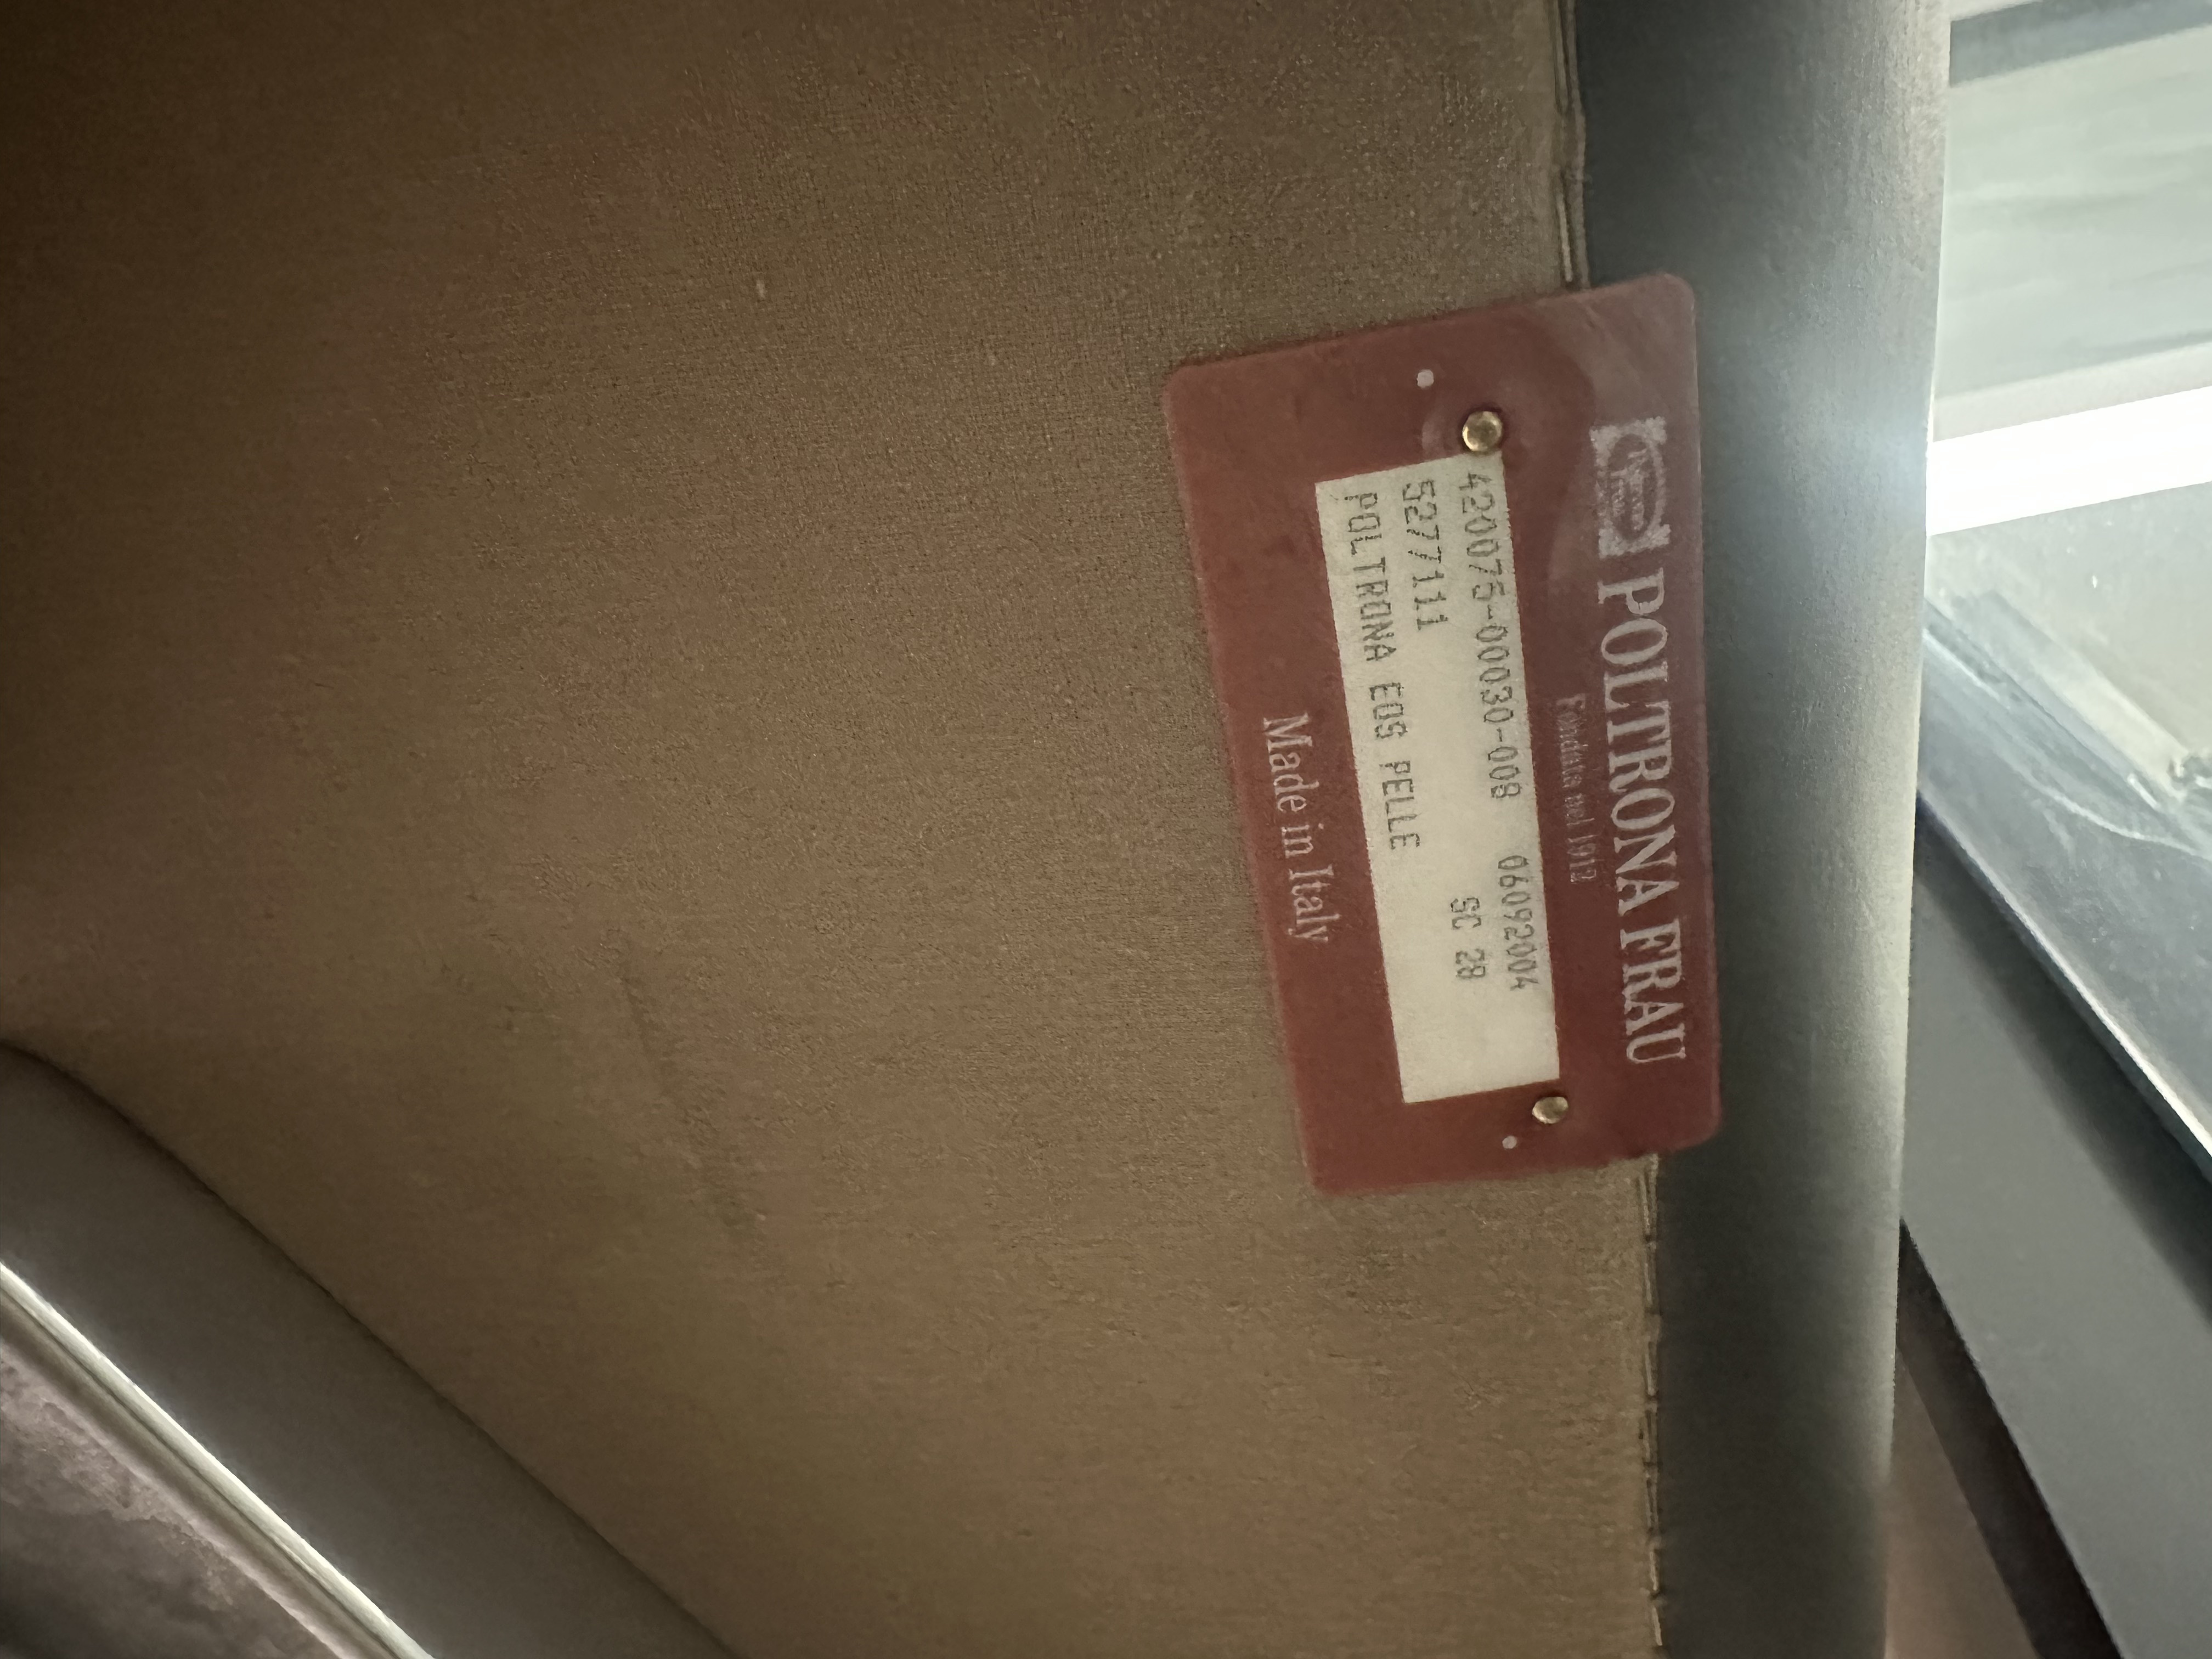 POLTRONA FRAU
Fondata nel 1912
420075-00030-008 06092004
5277111 SC 28
POLTRONA EOS PELLE
Made in Italy